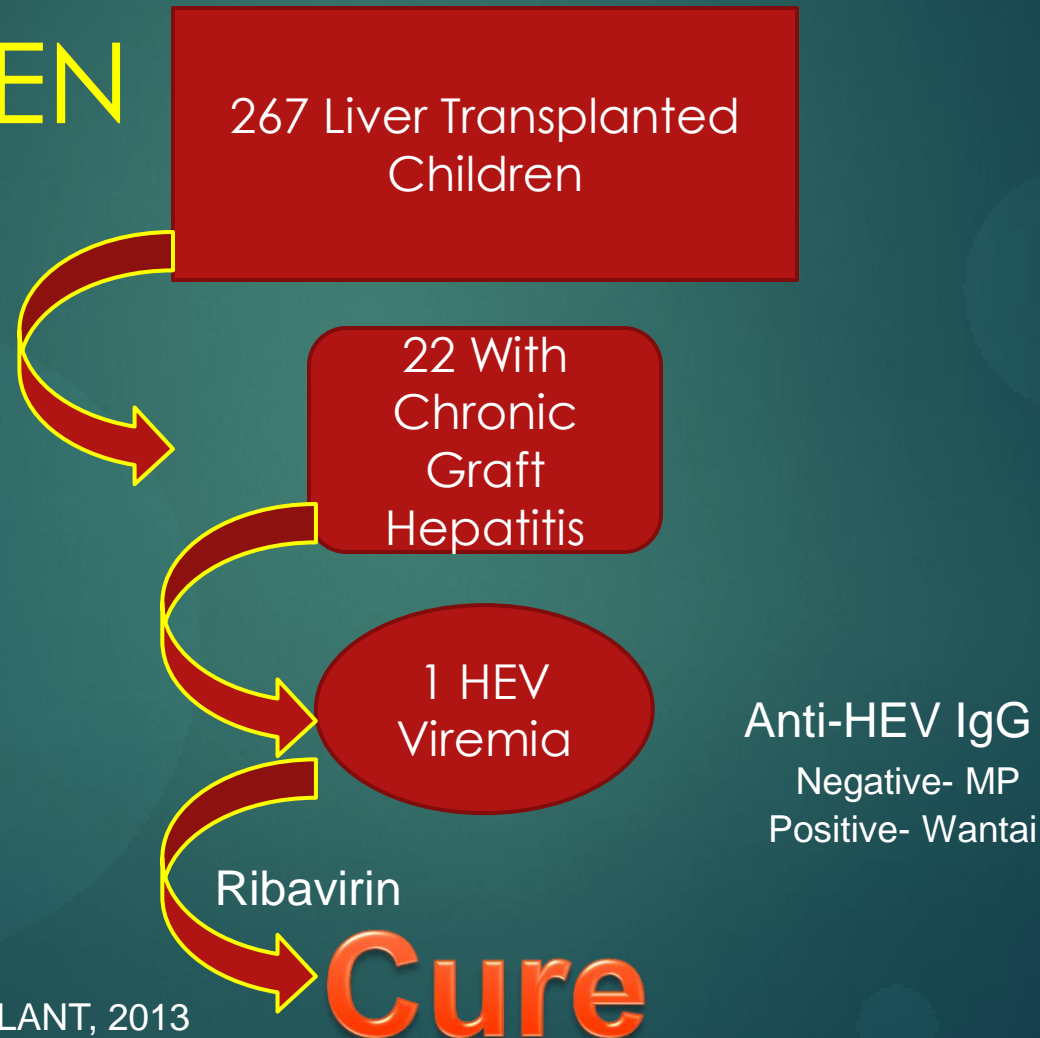 EN
267 Liver Transplanted
Children
22 With
Chronic
Graft
Hepatitis
1 HEV
Viremia
Anti-HEV IgG
Negative- MP
Positive- Wantai
Ribavirin
Cure
LANT, 2013